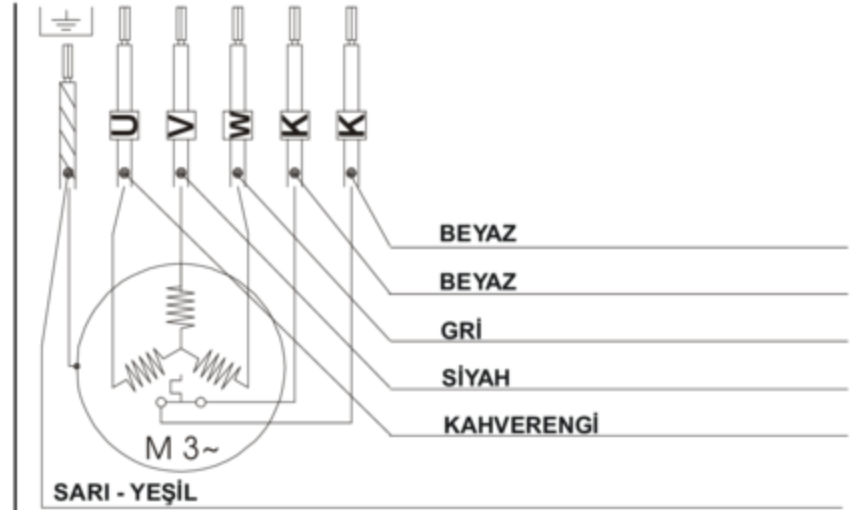 U V W K K
BEYAZ
BEYAZ
GRİ
SİYAH
KAHVERENGİ
M 3~
SARI - YEŞİL